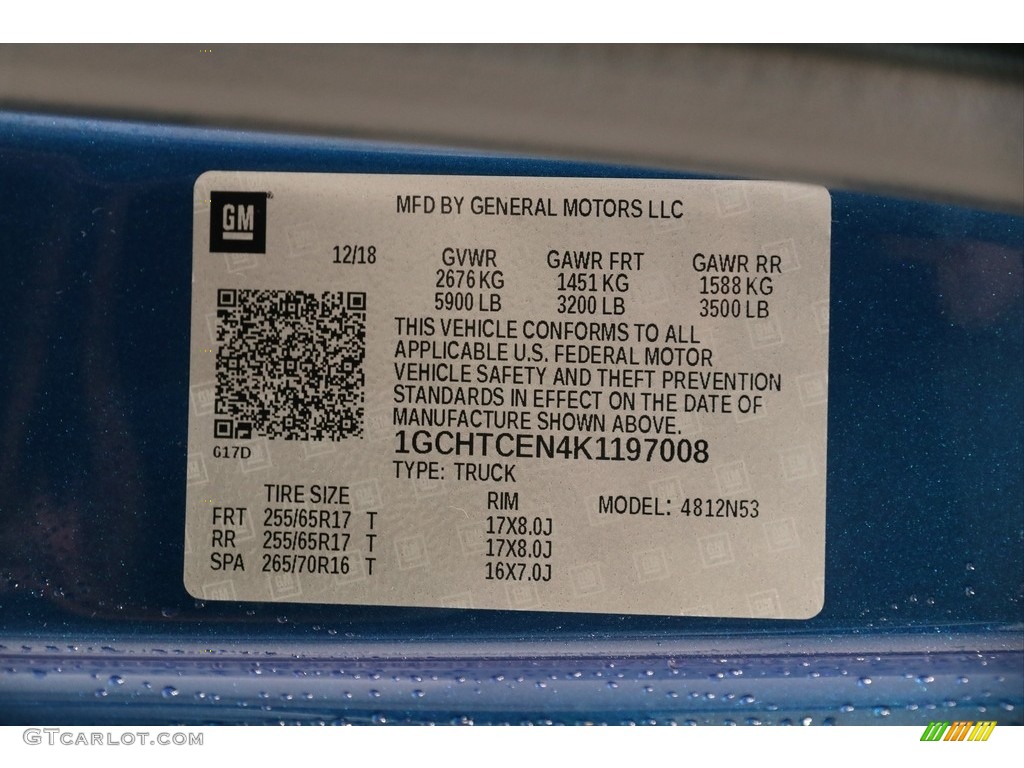 GM
MFD BY GENERAL MOTORS LLC
12/18 GVWR GAWR FRT GAWR RR
2676 KG 1451 KG 1588 KG
5900 LB 3200 LB 3500 LB
THIS VEHICLE CONFORMS TO ALL
APPLICABLE U.S. FEDERAL MOTOR
VEHICLE SAFETY AND THEFT PREVENTION
STANDARDS IN EFFECT ON THE DATE OF
MANUFACTURE SHOWN ABOVE.
1GCHTCEN4K1197008
G17D
TYPE: TRUCK
TIRE SIZE RIM MODEL: 4812N53
FRT 255/65R17 T 17X8.0J
RR 255/65R17 T 17X8.0J
SPA 265/70R16 T 16X7.0J
GTcarlot.com